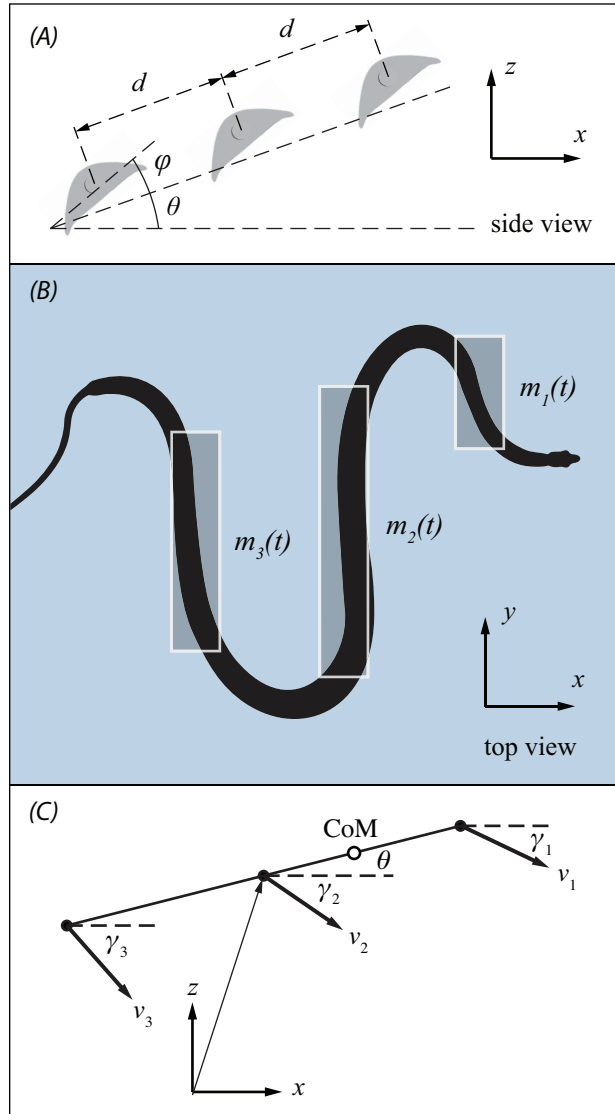 (A)
d
d
z
x
φ
θ
side view
(B)
m₁(t)
m₂(t)
m₃(t)
y
x
top view
(C)
CoM
θ
γ₁
v₁
γ₂
v₂
γ₃
v₃
z
x